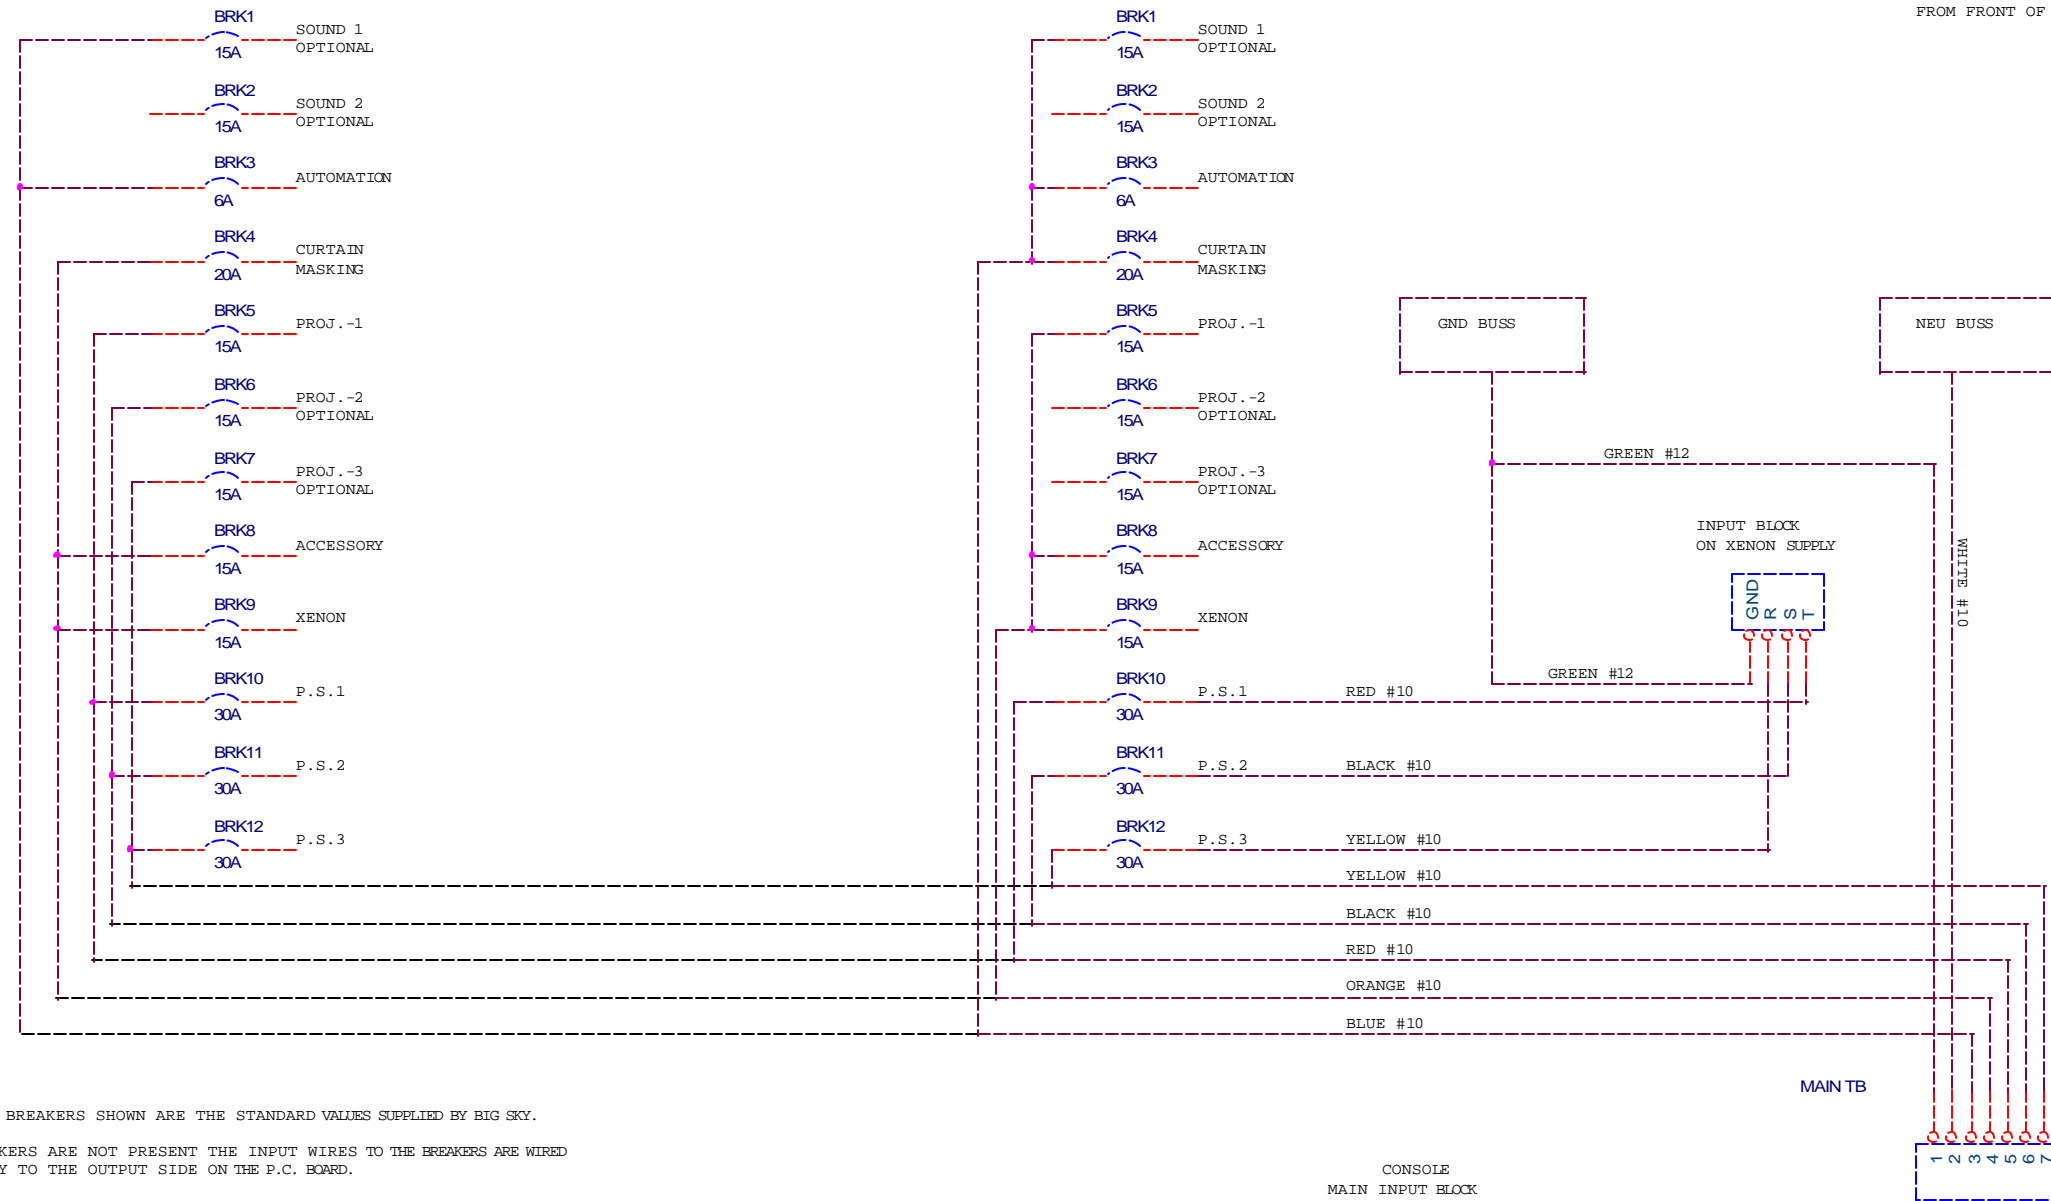 FROM FRONT OF
BRK1
SOUND 1
OPTIONAL
15A
BRK2
SOUND 2
OPTIONAL
15A
BRK3
AUTOMATION
6A
BRK4
CURTAIN
MASKING
20A
BRK5
PROJ.-1
15A
BRK6
PROJ.-2
OPTIONAL
15A
BRK7
PROJ.-3
OPTIONAL
15A
BRK8
ACCESSORY
15A
BRK9
XENON
15A
BRK10
P.S.1
30A
BRK11
P.S.2
30A
BRK12
P.S.3
30A
BRK1
SOUND 1
OPTIONAL
15A
BRK2
SOUND 2
OPTIONAL
15A
BRK3
AUTOMATION
6A
BRK4
CURTAIN
MASKING
20A
BRK5
PROJ.-1
15A
BRK6
PROJ.-2
OPTIONAL
15A
BRK7
PROJ.-3
OPTIONAL
15A
BRK8
ACCESSORY
15A
BRK9
XENON
15A
BRK10
P.S.1
30A
RED #10
BRK11
P.S.2
30A
BLACK #10
BRK12
P.S.3
30A
YELLOW #10
YELLOW #10
BLACK #10
RED #10
ORANGE #10
BLUE #10
GND BUSS
NEU BUSS
GREEN #12
INPUT BLOCK
ON XENON SUPPLY
GND
R
S
T
WHITE #10
GREEN #12
MAIN TB
1
2
3
4
5
6
7
BREAKERS SHOWN ARE THE STANDARD VALUES SUPPLIED BY BIG SKY.
KERS ARE NOT PRESENT THE INPUT WIRES TO THE BREAKERS ARE WIRED
Y TO THE OUTPUT SIDE ON THE P.C. BOARD.
CONSOLE
MAIN INPUT BLOCK